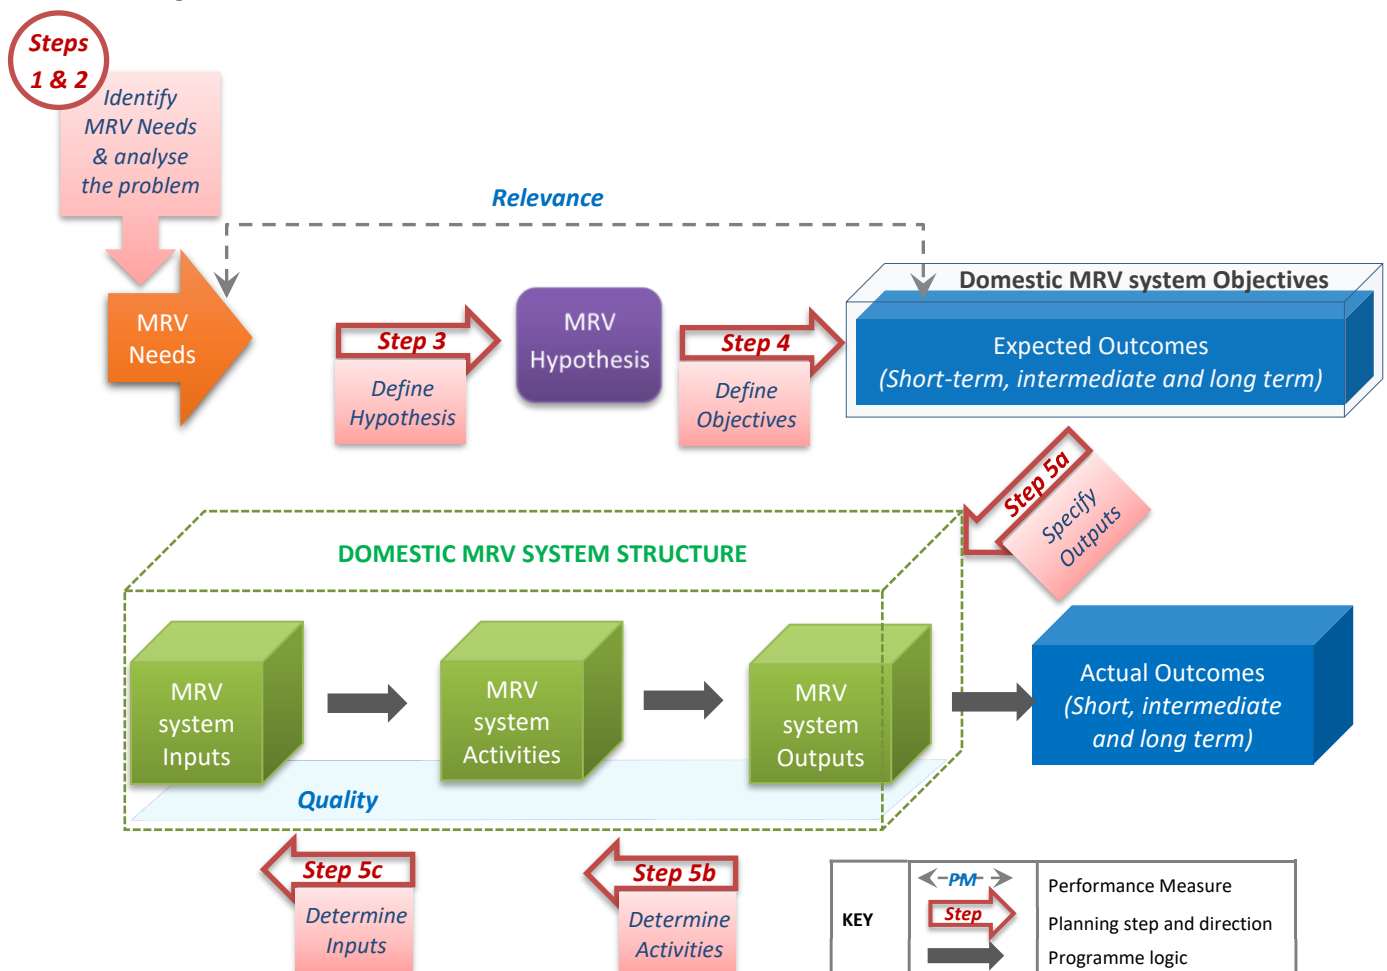 Steps
1 & 2
Identify
MRV Needs
& analyse
the problem
Relevance
MRV
Needs
Step 3
Define
Hypothesis
MRV
Hypothesis
Step 4
Define
Objectives
Domestic MRV system Objectives
Expected Outcomes
(Short-term, intermediate and long term)
Step 5a
Specify
Outputs
DOMESTIC MRV SYSTEM STRUCTURE
MRV
system
Inputs
MRV
system
Activities
MRV
system
Outputs
Actual Outcomes
(Short, intermediate
and long term)
Quality
Step 5c
Determine
Inputs
Step 5b
Determine
Activities
KEY
PM
Performance Measure
Step
Planning step and direction
Programme logic